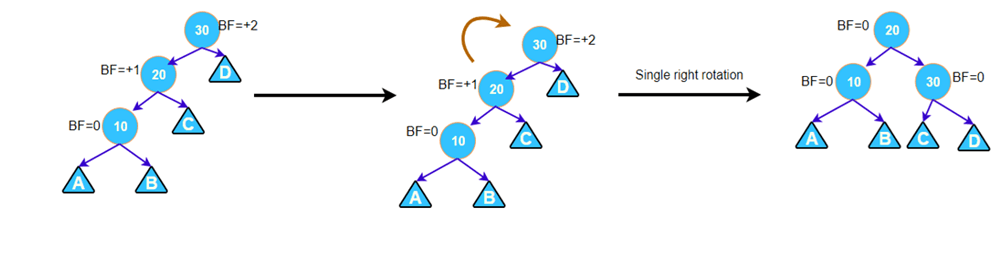 30 BF=+2
BF=+1 20 D
BF=0 10 C
A B
30 BF=+2
BF=+1 20 D
BF=0 10 C
A B
Single right rotation
BF=0 20
BF=0 10 30 BF=0
A B C D